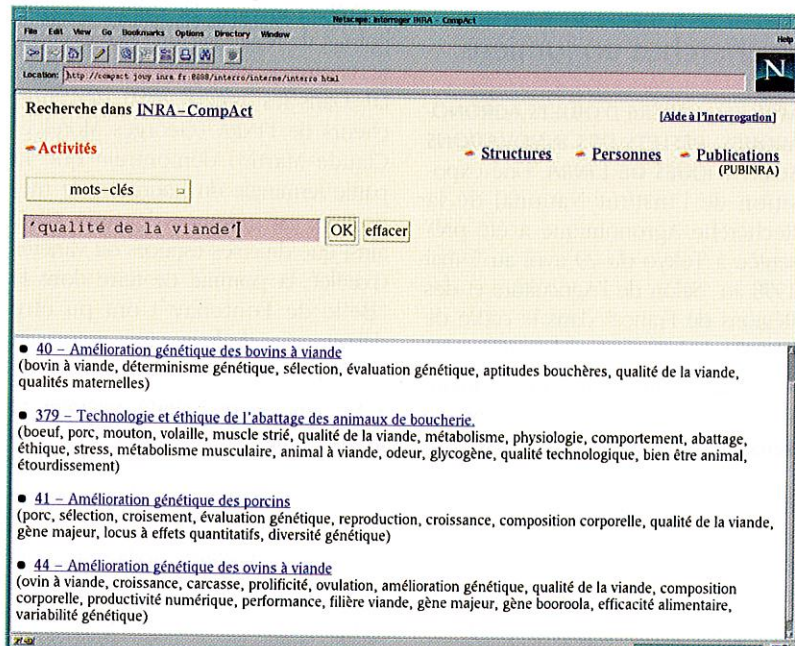 Netscape: Interroger INRA – CompAct
File Edit View Go Bookmarks Options Directory Window Help
Location: http://compact.jouy.inra.fr:8080/interro/interne/interro.html
N
Recherche dans INRA–CompAct
[Aide à l'interrogation]
Activités
Structures Personnes Publications
(PUBINRA)
mots–clés
'qualité de la viande'
OK effacer
● 40 – Amélioration génétique des bovins à viande
(bovin à viande, déterminisme génétique, sélection, évaluation génétique, aptitudes bouchères, qualité de la viande,
qualités maternelles)
● 379 – Technologie et éthique de l'abattage des animaux de boucherie.
(boeuf, porc, mouton, volaille, muscle strié, qualité de la viande, métabolisme, physiologie, comportement, abattage,
éthique, stress, métabolisme musculaire, animal à viande, odeur, glycogène, qualité technologique, bien être animal,
étourdissement)
● 41 – Amélioration génétique des porcins
(porc, sélection, croisement, évaluation génétique, reproduction, croissance, composition corporelle, qualité de la viande,
gène majeur, locus à effets quantitatifs, diversité génétique)
● 44 – Amélioration génétique des ovins à viande
(ovin à viande, croissance, carcasse, prolificité, ovulation, amélioration génétique, qualité de la viande, composition
corporelle, productivité numérique, performance, filière viande, gène majeur, gène booroola, efficacité alimentaire,
variabilité génétique)